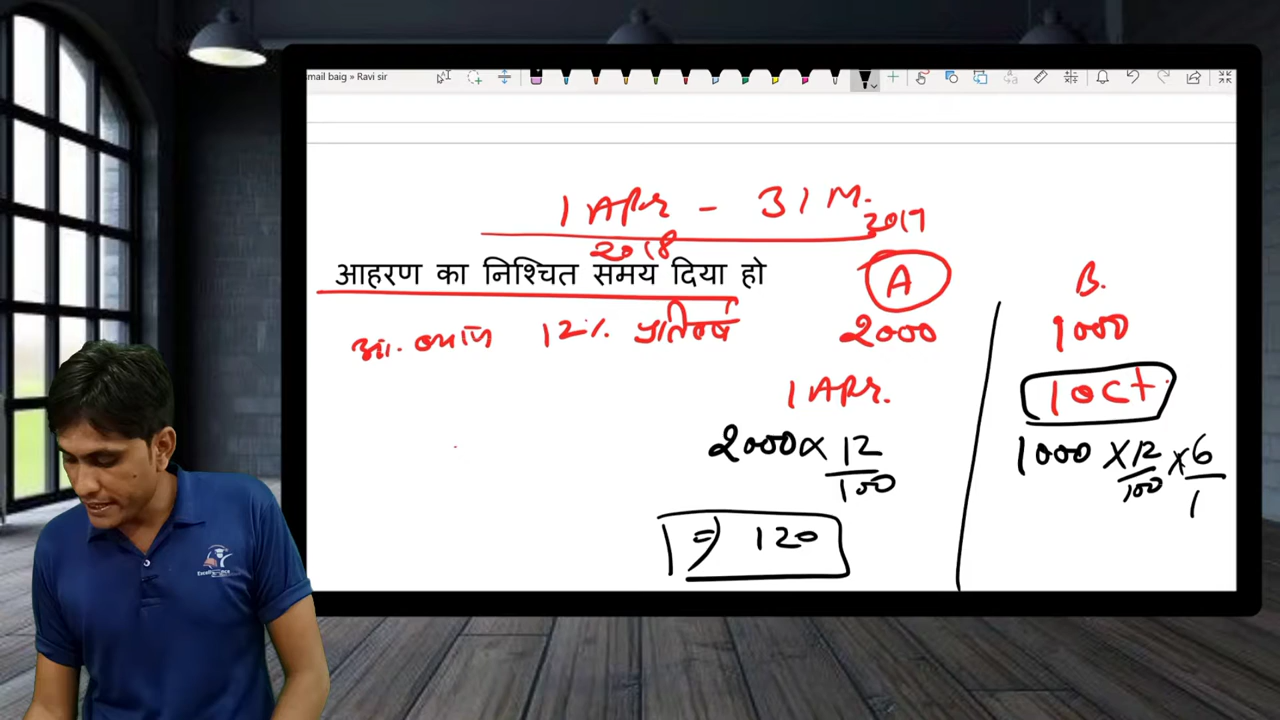 mail baig » Ravi sir
1 Apr - 31 M.
2018 2017
आहरण का निश्चित समय दिया हो
A B.
आ. ब्याज 12% प्रतिवर्ष 2000 1000
1 Apr. 1 Oct.
2000 × 12/100 1000 × 12/100 × 6/1
=) 120